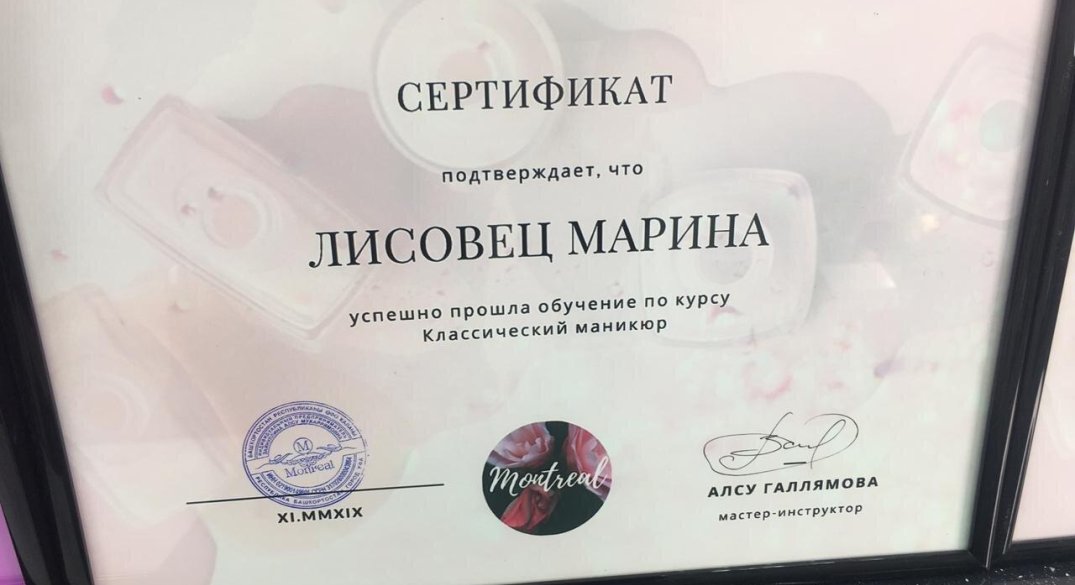 СЕРТИФИКАТ
подтверждает, что
ЛИСОВЕЦ МАРИНА
успешно прошла обучение по курсу
Классический маникюр
M
Montreal
XI.MMXIX
Montreal
АЛСУ ГАЛЛЯМОВА
мастер-инструктор